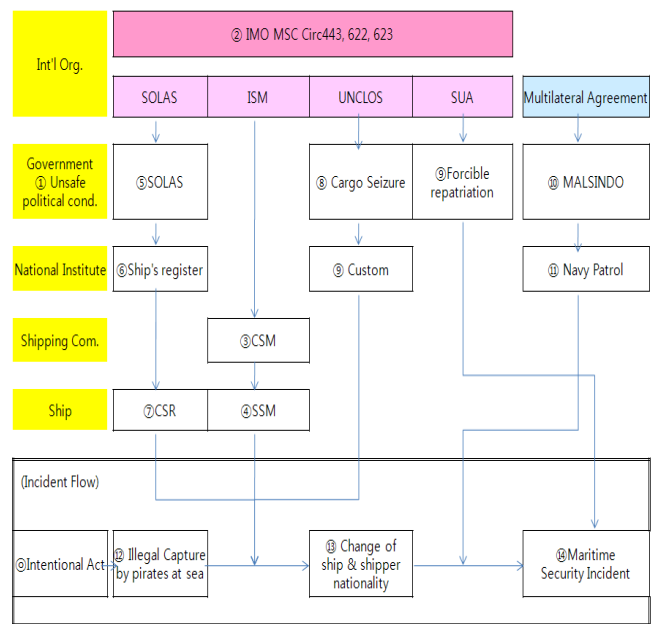 ② IMO MSC Circ443, 622, 623
Int'l Org.
SOLAS
ISM
UNCLOS
SUA
Multilateral Agreement
Government
① Unsafe
political cond.
⑤SOLAS
⑧ Cargo Seizure
⑨Forcible
repatriation
⑩ MALSINDO
National Institute
⑥Ship's register
⑨ Custom
⑪ Navy Patrol
Shipping Com.
③CSM
Ship
⑦CSR
④SSM
(Incident Flow)
⓪Intentional Act
⑫ Illegal Capture
by pirates at sea
⑬ Change of
ship & shipper
nationality
⑭Maritime
Security Incident